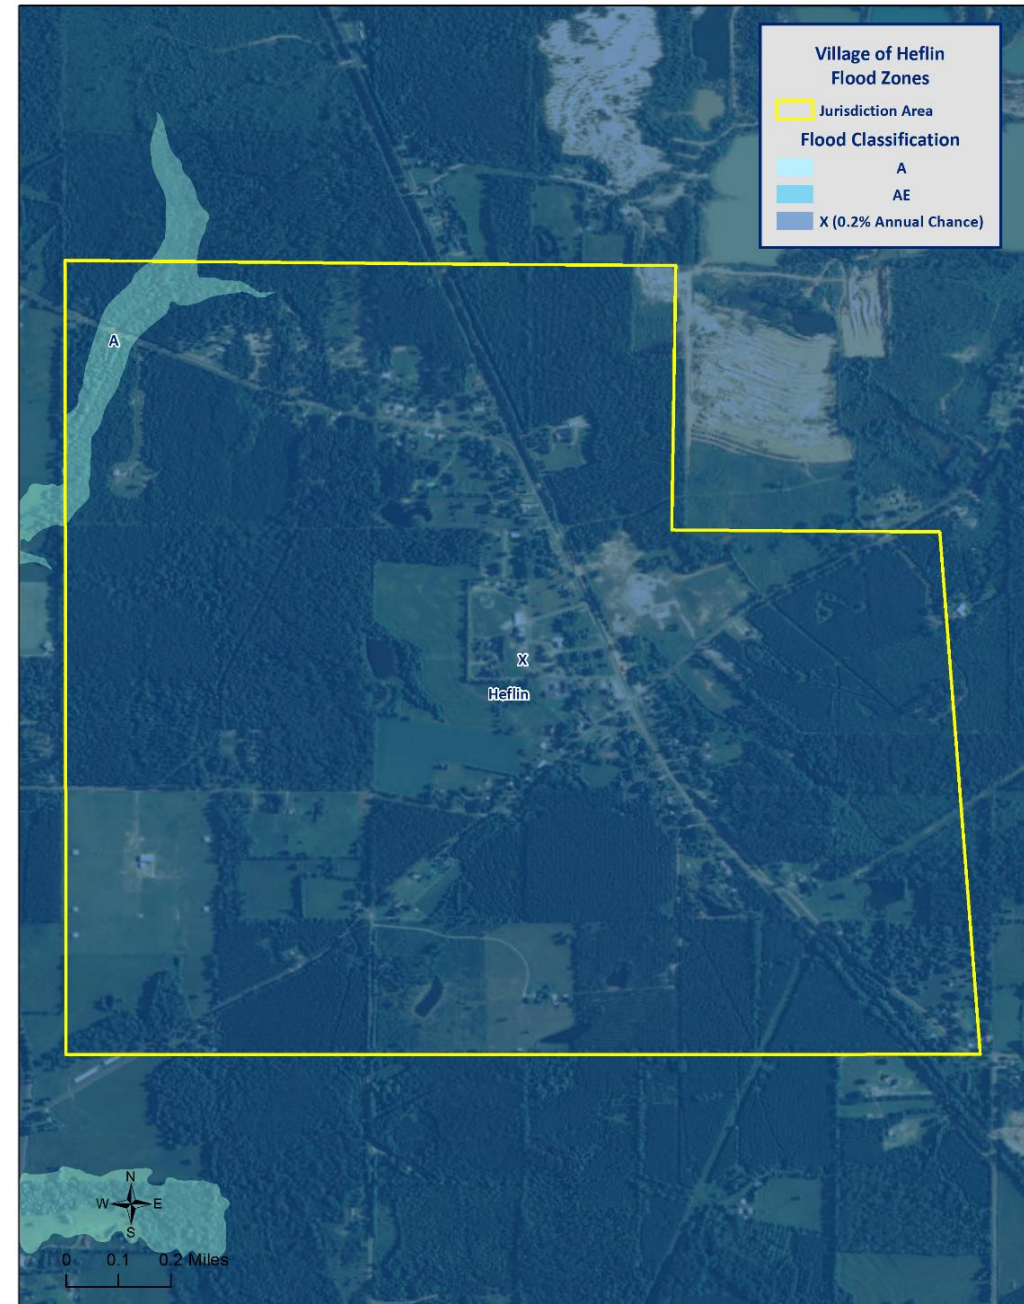 Village of Heflin
Flood Zones
Jurisdiction Area
Flood Classification
A
AE
X (0.2% Annual Chance)
A
X
Heflin
N
W E
S
0 0.1 0.2 Miles